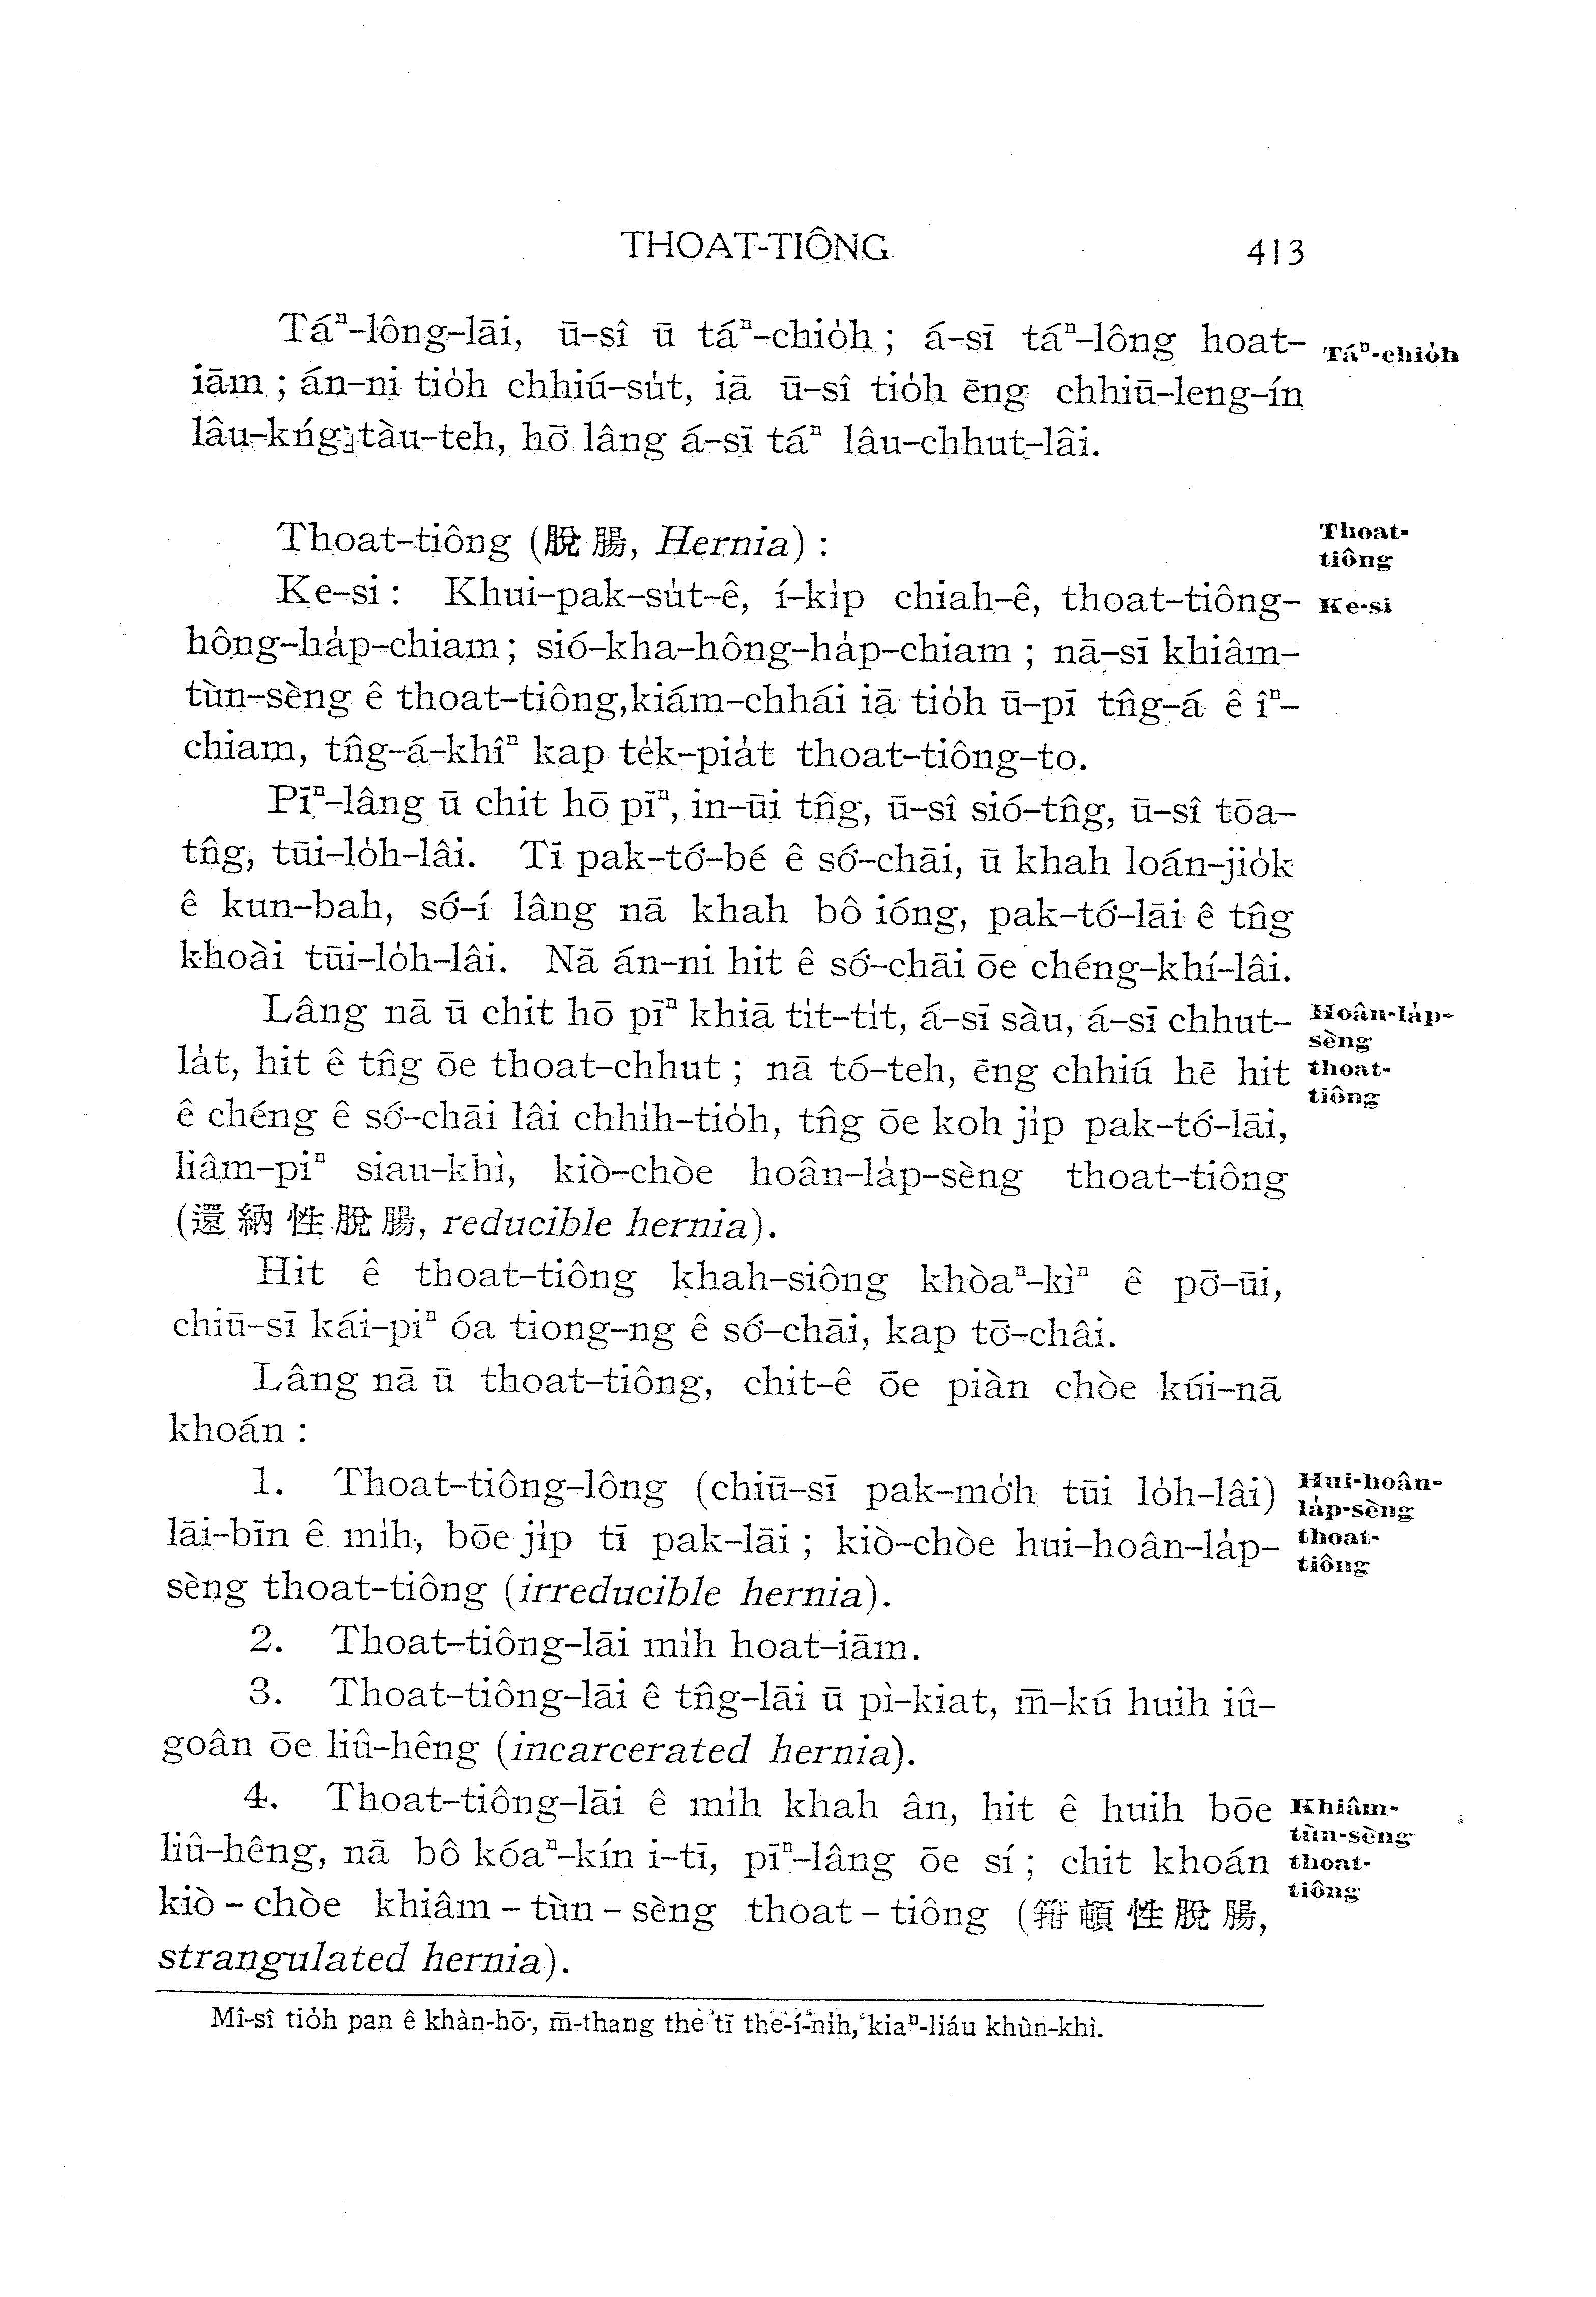 THOAT-TIÔNG 413
Táⁿ-lông-lāi, ū-sî ū táⁿ-chio̍h; á-sī táⁿ-lông hoat-
Táⁿ-chio̍h
iām; án-ni tio̍h chhiú-su̍t, iā ū-sî tio̍h ēng chhiū-leng-ín
lâu-kńg tàu-teh, hō͘ lâng á-sī táⁿ lâu-chhut-lâi.
Thoat-tiông (脫腸, Hernia):
Thoat-
tiông
Ke-si: Khui-pak-su̍t-ê, í-ki̍p chiah-ê, thoat-tiông-
Ke-si
hông-ha̍p-chiam; sió-kha-hông-ha̍p-chiam; nā-sī khiâm-
tùn-sèng ê thoat-tiông, kiám-chhái iā tio̍h ū-pī tn̂g-á ê îⁿ-
chiam, tn̂g-á-khîⁿ kap te̍k-pia̍t thoat-tiông-to.
Pīⁿ-lâng ū chit hō pīⁿ, in-ūi tn̂g, ū-sî sió-tn̂g, ū-sî tōa-
tn̂g, tūi-lo̍h-lâi. Tī pak-tó͘-bé ê só͘-chāi, ū khah loán-jio̍k
ê kun-bah, só͘-í lâng nā khah bô ióng, pak-tó͘-lāi ê tn̂g
khoài tūi-lo̍h-lâi. Nā án-ni hit ê só͘-chāi ōe chéng-khí-lâi.
Lâng nā ū chit hō pīⁿ khiā ti̍t-ti̍t, á-sī sàu, á-sī chhut-
Hoân-la̍p-
sèng
thoat-
tiông
la̍t, hit ê tn̂g ōe thoat-chhut; nā tó-teh, ēng chhiú hē hit
ê chéng ê só͘-chāi lâi chhi̍h-tio̍h, tn̂g ōe koh ji̍p pak-tó͘-lāi,
liâm-piⁿ siau-khì, kiò-chòe hoân-la̍p-sèng thoat-tiông
(還納性脫腸, reducible hernia).
Hit ê thoat-tiông khah-siông khòaⁿ-kìⁿ ê pō͘-ūi,
chiū-sī kái-piⁿ óa tiong-ng ê só͘-chāi, kap tō͘-châi.
Lâng nā ū thoat-tiông, chit-ê ōe piàn chòe kúi-nā
khoán:
1. Thoat-tiông-lông (chiū-sī pak-mo̍͘h tūi lo̍h-lâi)
Hui-hoân-
la̍p-sèng
thoat-
tiông
lāi-bīn ê mi̍h, bōe ji̍p tī pak-lāi; kiò-chòe hui-hoân-la̍p-
sèng thoat-tiông (irreducible hernia).
2. Thoat-tiông-lāi mi̍h hoat-iām.
3. Thoat-tiông-lāi ê tn̂g-lāi ū pì-kiat, m̄-kú huih iû-
goân ōe liû-hêng (incarcerated hernia).
4. Thoat-tiông-lāi ê mi̍h khah ân, hit ê huih bōe
Khiâm-
tùn-sèng
thoat-
tiông
liû-hêng, nā bô kóaⁿ-kín i-tī, pīⁿ-lâng ōe sí; chit khoán
kiò-chòe khiâm-tùn-sèng thoat-tiông (箝頓性脫腸,
strangulated hernia).
Mî-sî tio̍h pan ê khàn-hō͘, m̄-thang the tī the-í-ni̍h, kiaⁿ-liáu khùn-khì.